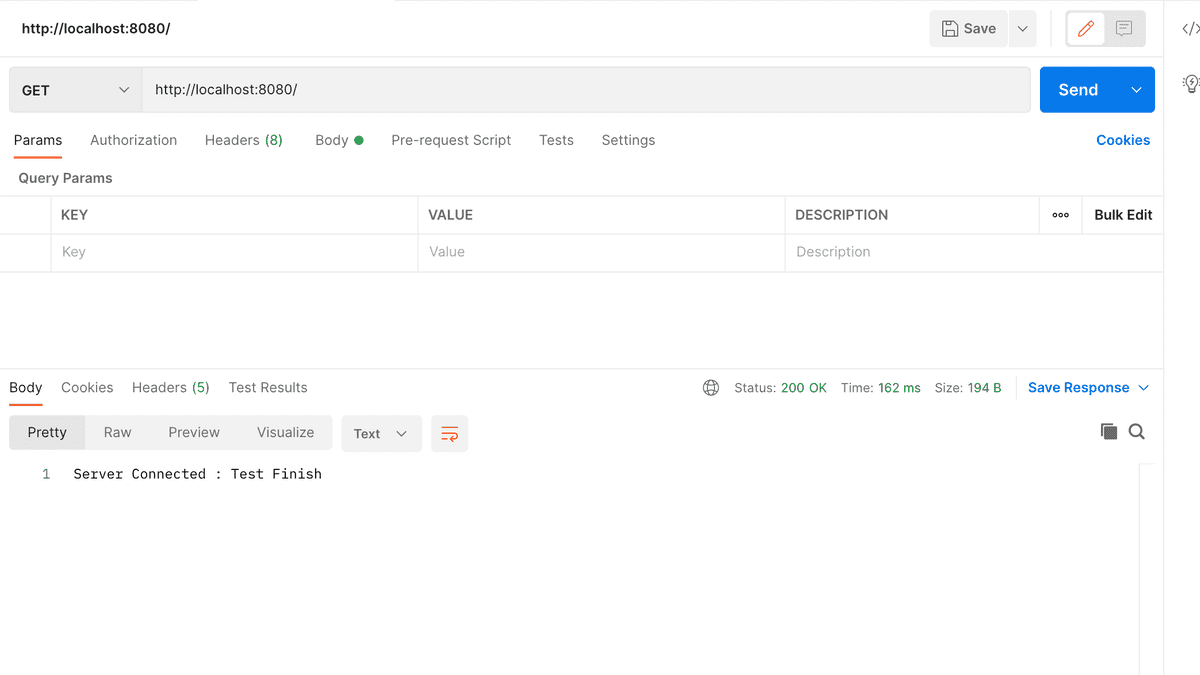 http://localhost:8080/ Save
GET http://localhost:8080/ Send
Params Authorization Headers (8) Body Pre-request Script Tests Settings Cookies
Query Params
KEY VALUE DESCRIPTION Bulk Edit
Key Value Description
Body Cookies Headers (5) Test Results Status: 200 OK Time: 162 ms Size: 194 B Save Response
Pretty Raw Preview Visualize Text
1 Server Connected : Test Finish